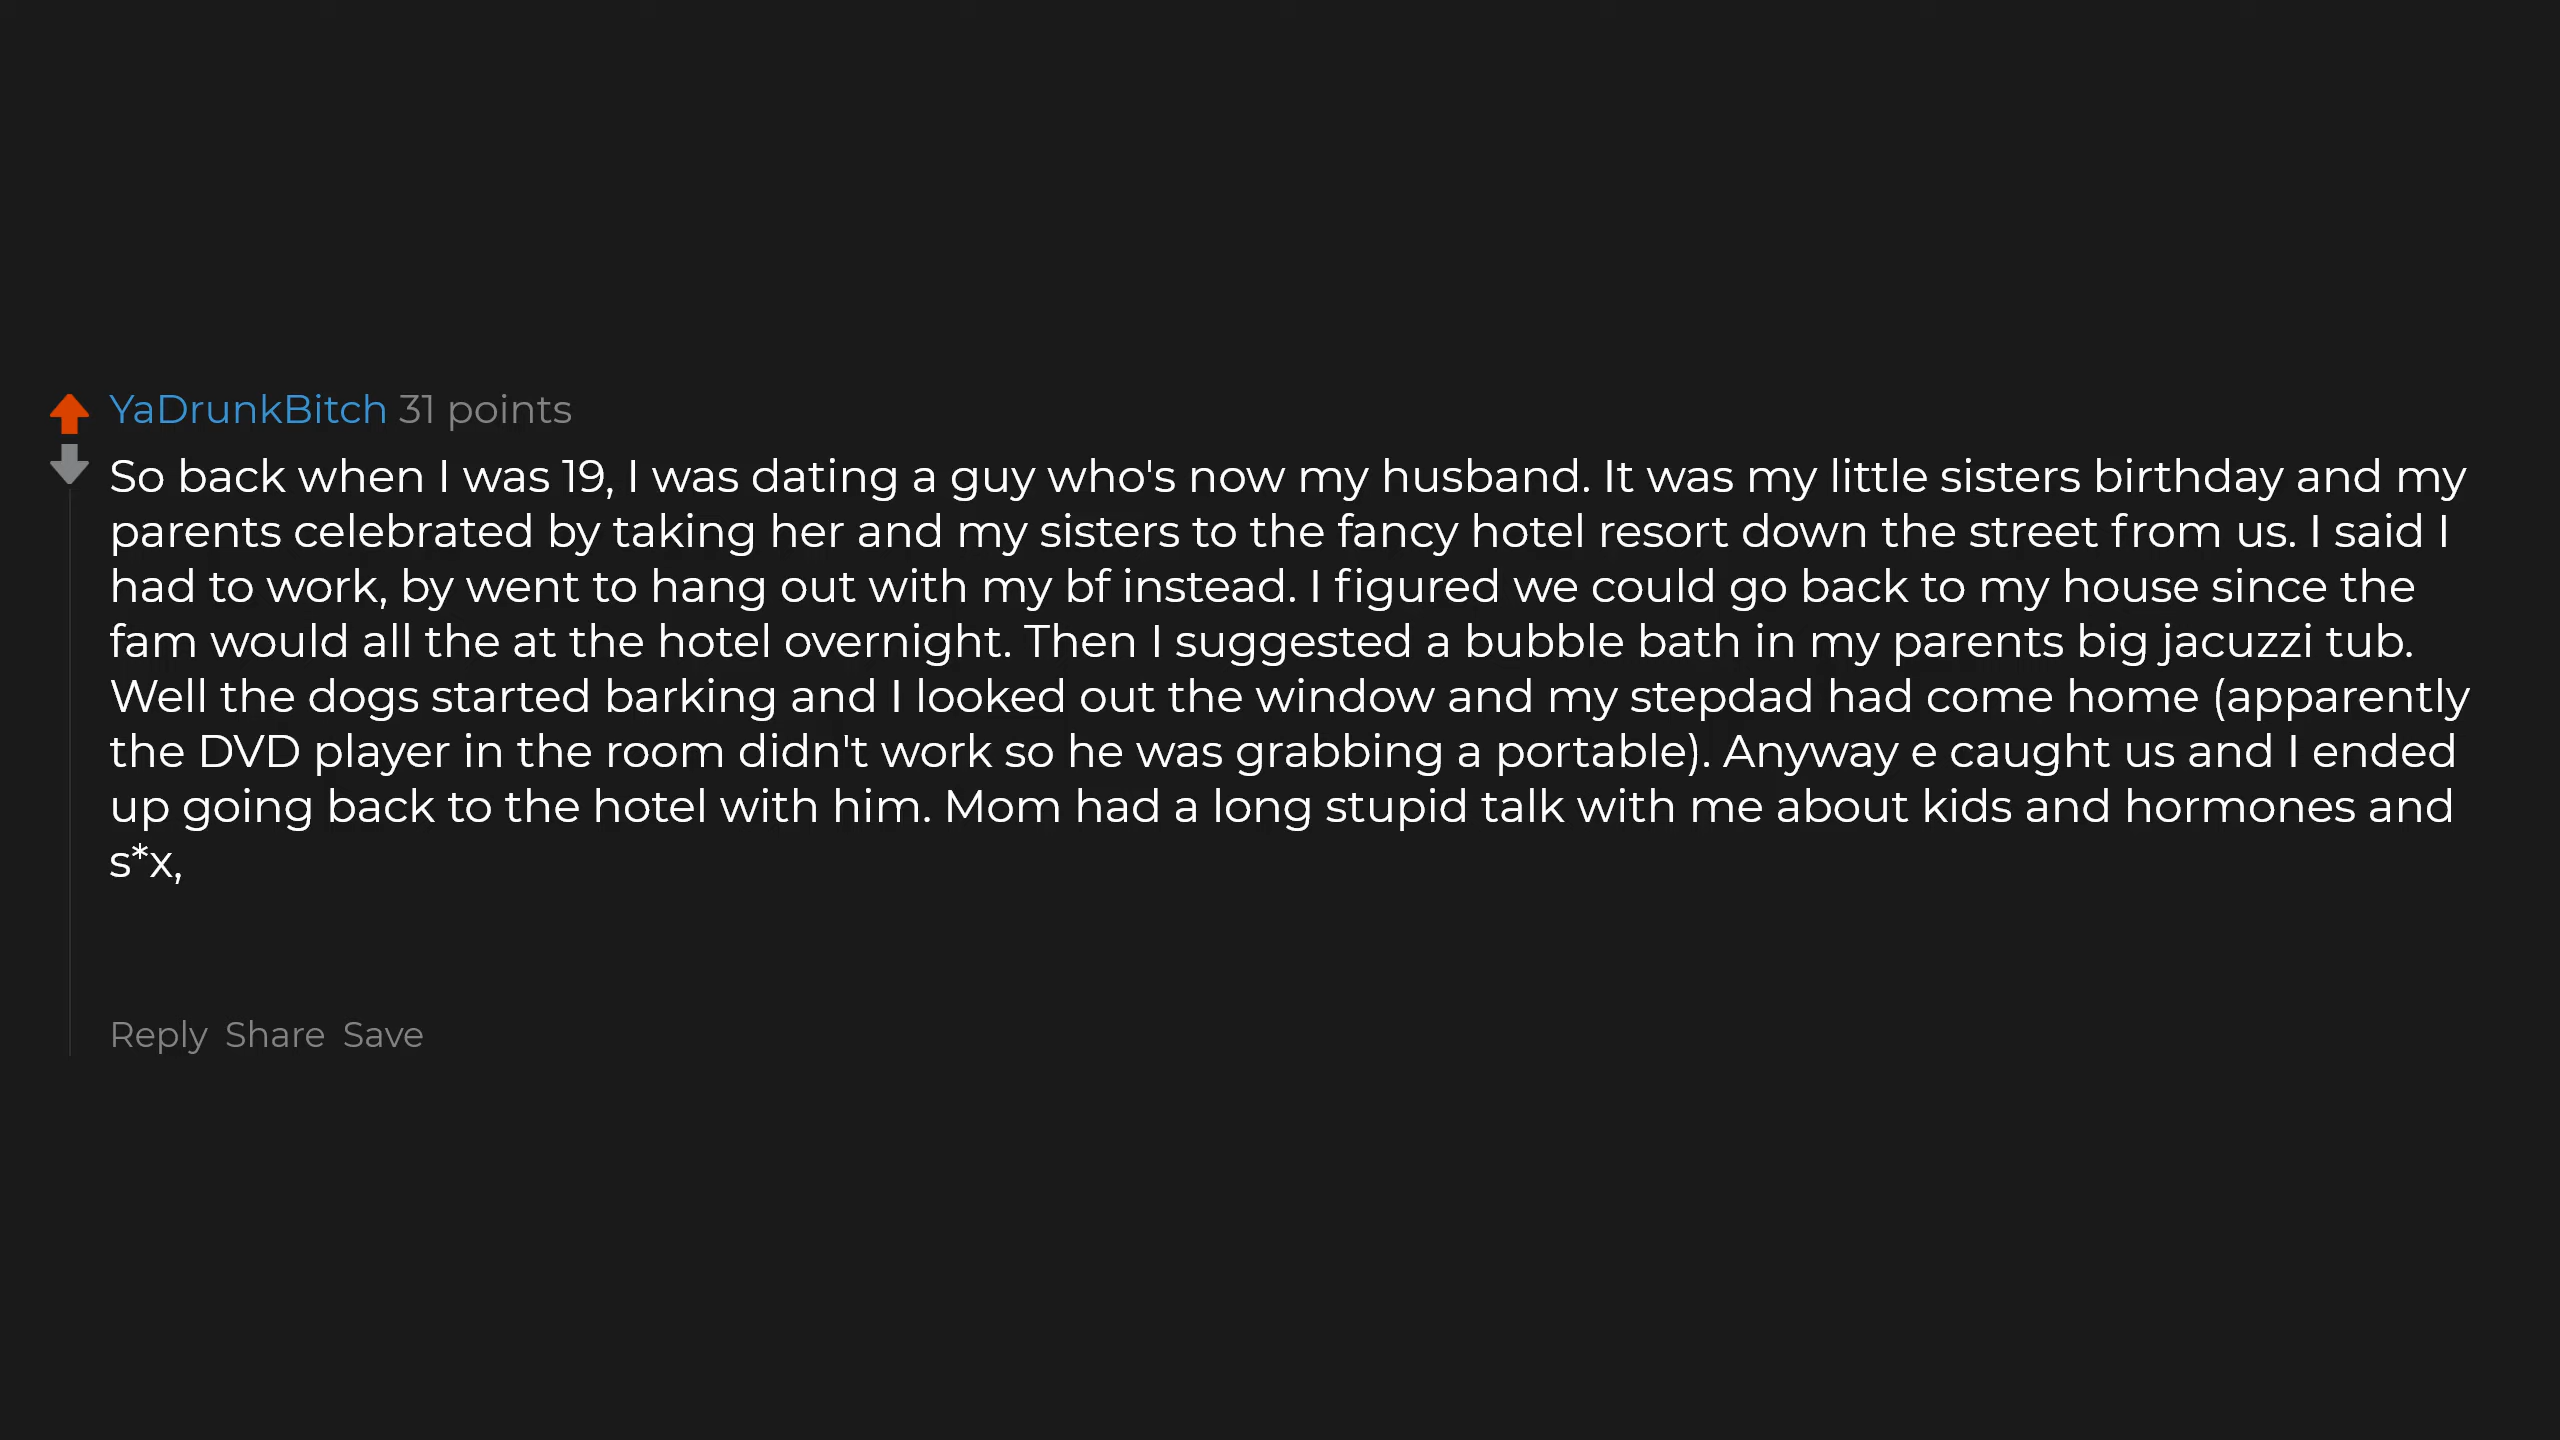 YaDrunkBitch 31 points
So back when I was 19, I was dating a guy who's now my husband. It was my little sisters birthday and my
parents celebrated by taking her and my sisters to the fancy hotel resort down the street from us. I said I
had to work, by went to hang out with my bf instead. I figured we could go back to my house since the
fam would all the at the hotel overnight. Then I suggested a bubble bath in my parents big jacuzzi tub.
Well the dogs started barking and I looked out the window and my stepdad had come home (apparently
the DVD player in the room didn't work so he was grabbing a portable). Anyway e caught us and I ended
up going back to the hotel with him. Mom had a long stupid talk with me about kids and hormones and
s*x,
Reply Share Save